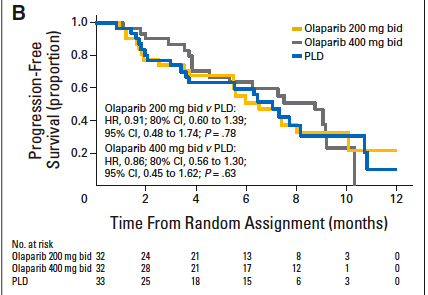 B
Olaparib 200 mg bid
Olaparib 400 mg bid
PLD
Progression-Free
Survival (proportion)
1.0
0.8
0.6
0.4
0.2
Olaparib 200 mg bid v PLD:
HR, 0.91; 80% CI, 0.60 to 1.39;
95% CI, 0.48 to 1.74; P = .78
Olaparib 400 mg bid v PLD:
HR, 0.86; 80% CI, 0.56 to 1.30;
95% CI, 0.45 to 1.62; P = .63
0 2 4 6 8 10 12
Time From Random Assignment (months)
No. at risk
Olaparib 200 mg bid 32 24 21 13 8 3 0
Olaparib 400 mg bid 32 28 21 17 12 1 0
PLD 33 25 18 15 6 3 0